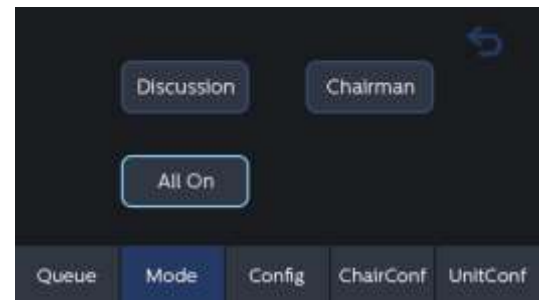 Discussion Chairman
All On
Queue Mode Config ChairConf UnitConf